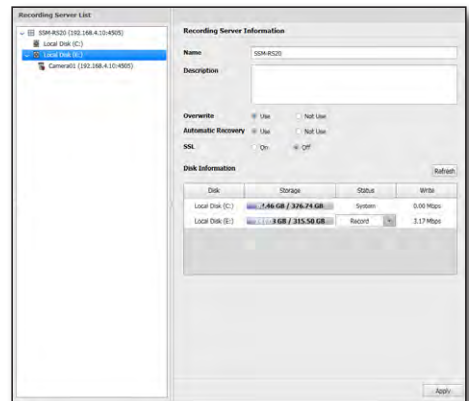 Recording Server List
SSM-RS20 (192.168.4.10:4505)
Local Disk (C:)
Local Disk (E:)
Camera01 (192.168.4.10:4505)
Recording Server Information
Name SSM-RS20
Description
Overwrite Use Not Use
Automatic Recovery Use Not Use
SSL On Off
Disk Information
Refresh
Disk Storage Status Write
Local Disk (C:) GB / 376.74 GB System 0.00 Mbps
Local Disk (E:) GB / 315.50 GB Record 3.17 Mbps
Apply